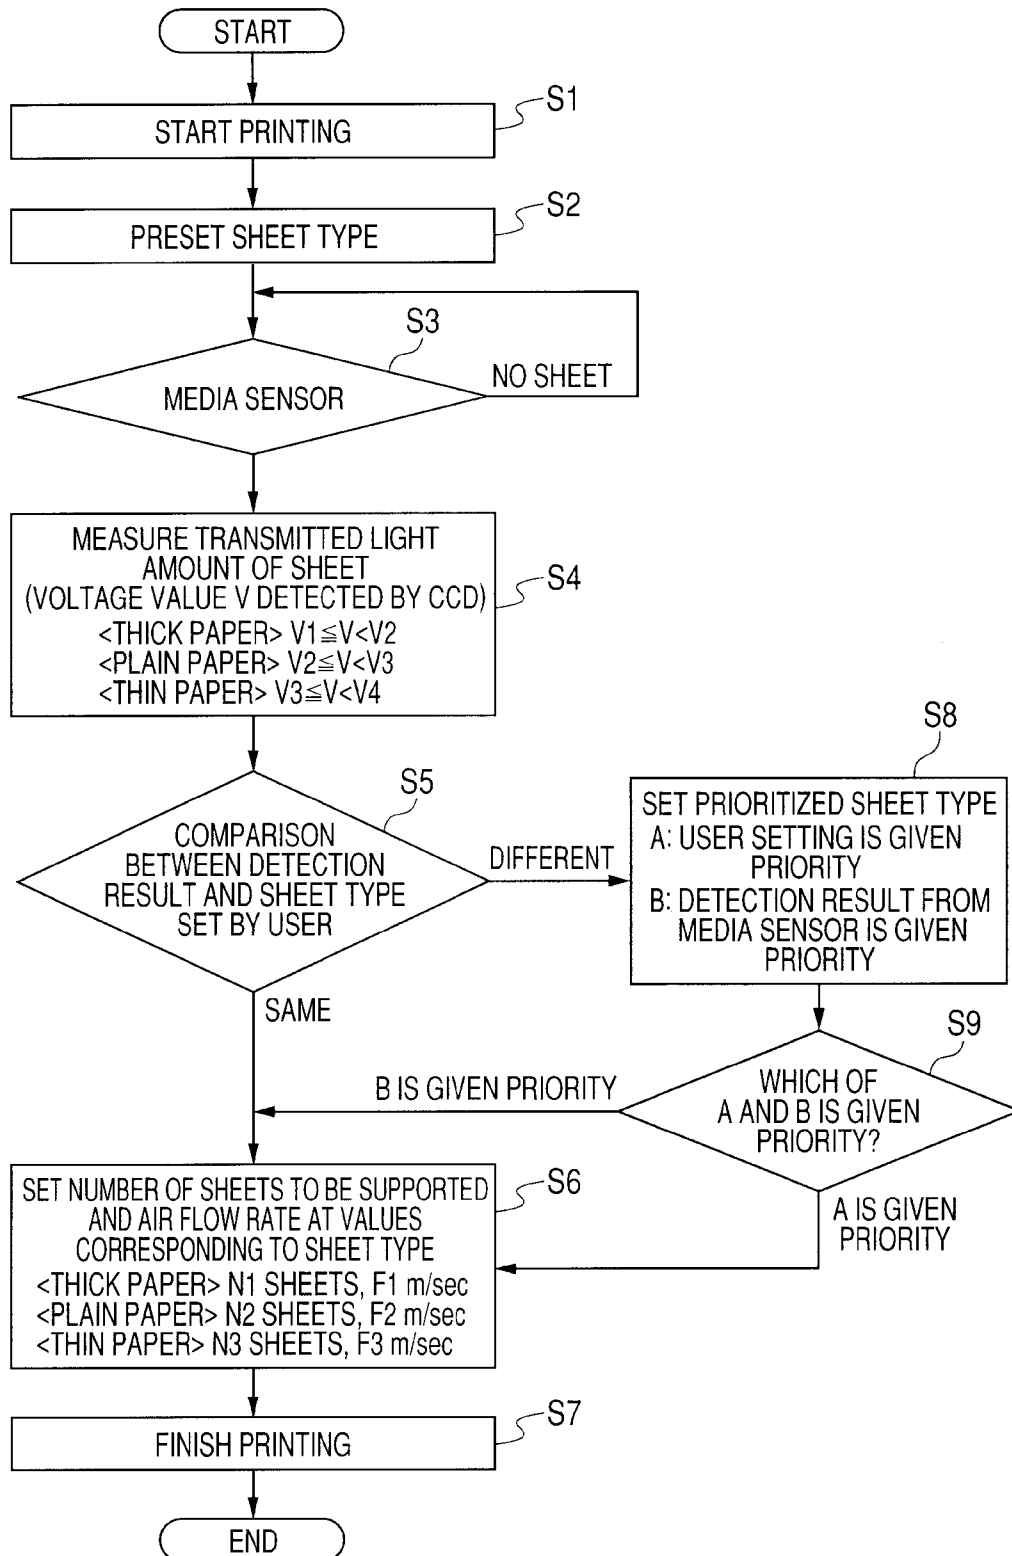 START
S1
START PRINTING
S2
PRESET SHEET TYPE
S3
MEDIA SENSOR
NO SHEET
MEASURE TRANSMITTED LIGHT
AMOUNT OF SHEET
(VOLTAGE VALUE V DETECTED BY CCD)
<THICK PAPER> V1≦V<V2
<PLAIN PAPER> V2≦V<V3
<THIN PAPER> V3≦V<V4
S4
S5
COMPARISON
BETWEEN DETECTION
RESULT AND SHEET TYPE
SET BY USER
DIFFERENT
SAME
S8
SET PRIORITIZED SHEET TYPE
A: USER SETTING IS GIVEN
PRIORITY
B: DETECTION RESULT FROM
MEDIA SENSOR IS GIVEN
PRIORITY
S9
WHICH OF
A AND B IS GIVEN
PRIORITY?
B IS GIVEN PRIORITY
A IS GIVEN
PRIORITY
S6
SET NUMBER OF SHEETS TO BE SUPPORTED
AND AIR FLOW RATE AT VALUES
CORRESPONDING TO SHEET TYPE
<THICK PAPER> N1 SHEETS, F1 m/sec
<PLAIN PAPER> N2 SHEETS, F2 m/sec
<THIN PAPER> N3 SHEETS, F3 m/sec
S7
FINISH PRINTING
END